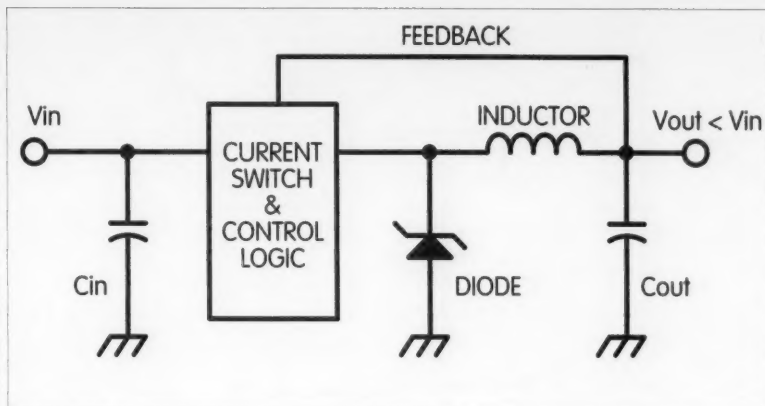 FEEDBACK
Vin
INDUCTOR
Vout < Vin
CURRENT
SWITCH
&
CONTROL
LOGIC
Cin
DIODE
Cout